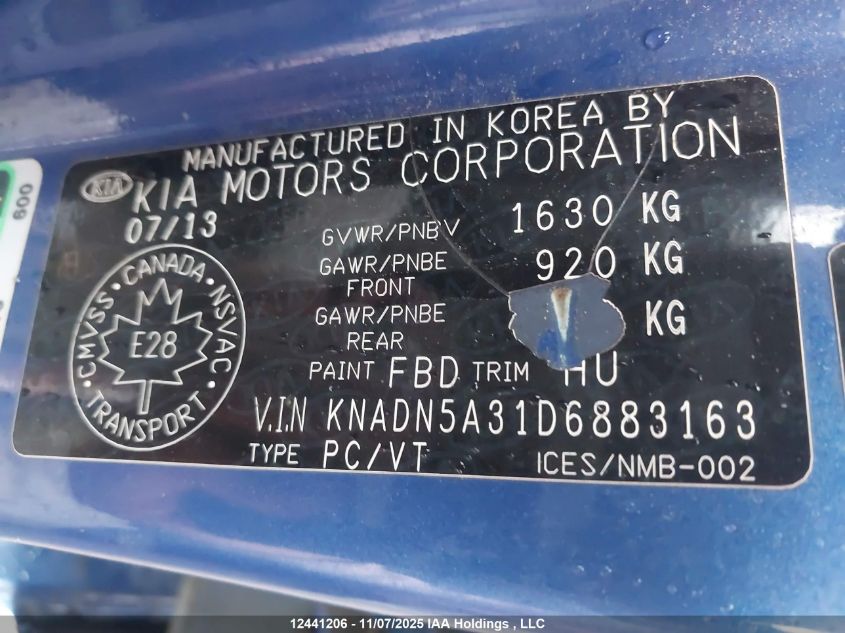 MANUFACTURED IN KOREA BY
KIA KIA MOTORS CORPORATION
07/13
GVWR/PNBV 1630 KG
GAWR/PNBE 920 KG
FRONT
GAWR/PNBE KG
REAR
PAINT FBD TRIM HU
V.I.N KNADN5A31D6883163
TYPE PC/VT ICES/NMB-002
CMVSS • CANADA • NSVAC • TRANSPORT •
E28
600
12441206 - 11/07/2025 IAA Holdings , LLC